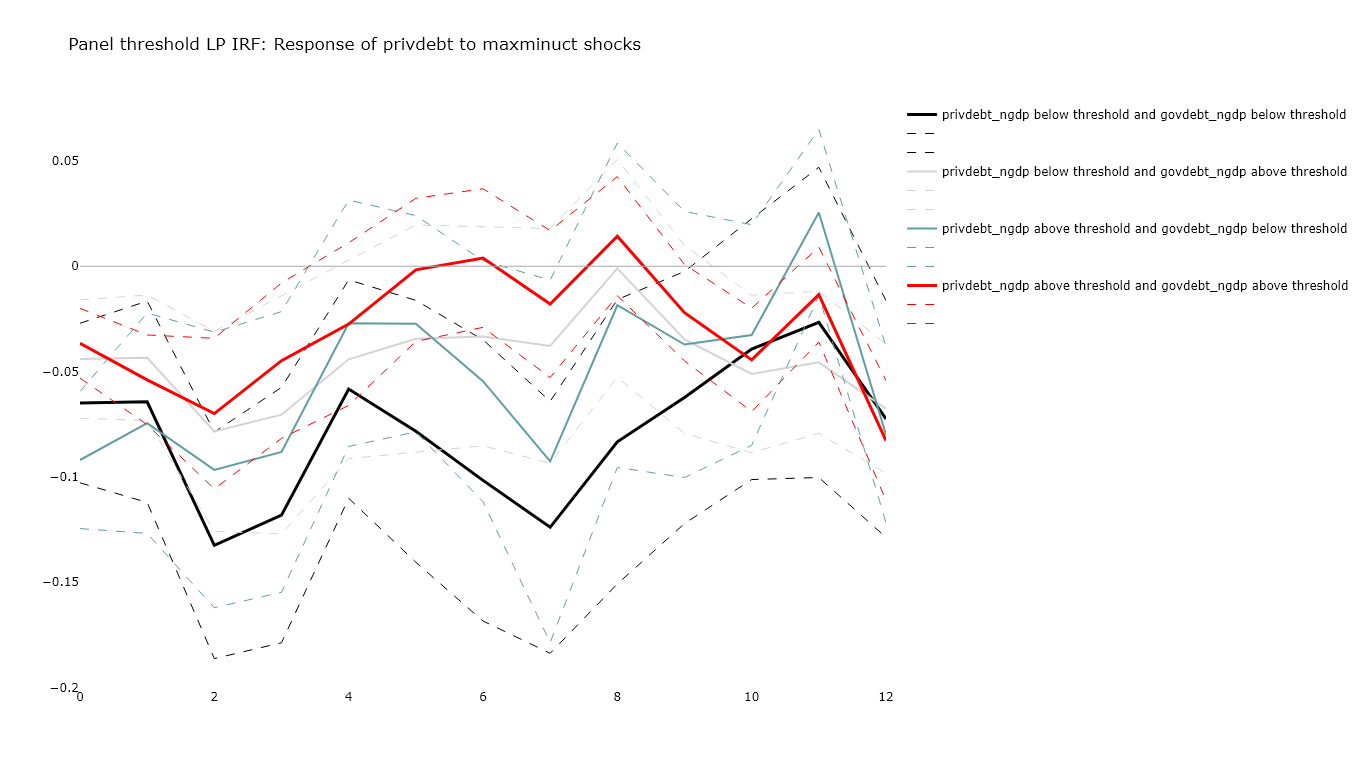 Panel threshold LP IRF: Response of privdebt to maxminuct shocks
privdebt_ngdp below threshold and govdebt_ngdp below threshold
privdebt_ngdp below threshold and govdebt_ngdp above threshold
privdebt_ngdp above threshold and govdebt_ngdp below threshold
privdebt_ngdp above threshold and govdebt_ngdp above threshold
0.05
0
−0.05
−0.1
−0.15
−0.2
0 2 4 6 8 10 12